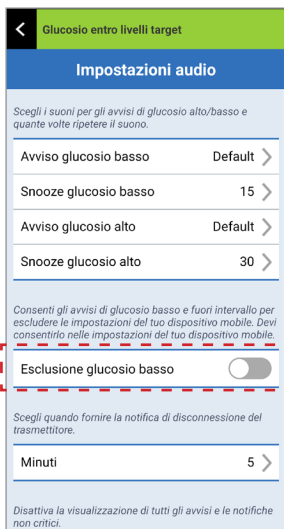 Glucosio entro livelli target
Impostazioni audio
Scegli i suoni per gli avvisi di glucosio alto/basso e
quante volte ripetere il suono.
Avviso glucosio basso Default
Snooze glucosio basso 15
Avviso glucosio alto Default
Snooze glucosio alto 30
Consenti gli avvisi di glucosio basso e fuori intervallo per
escludere le impostazioni del tuo dispositivo mobile. Devi
consentirlo nelle impostazioni del tuo dispositivo mobile.
Esclusione glucosio basso
Scegli quando fornire la notifica di disconnessione del
trasmettitore.
Minuti 5
Disattiva la visualizzazione di tutti gli avvisi e le notifiche
non critici.